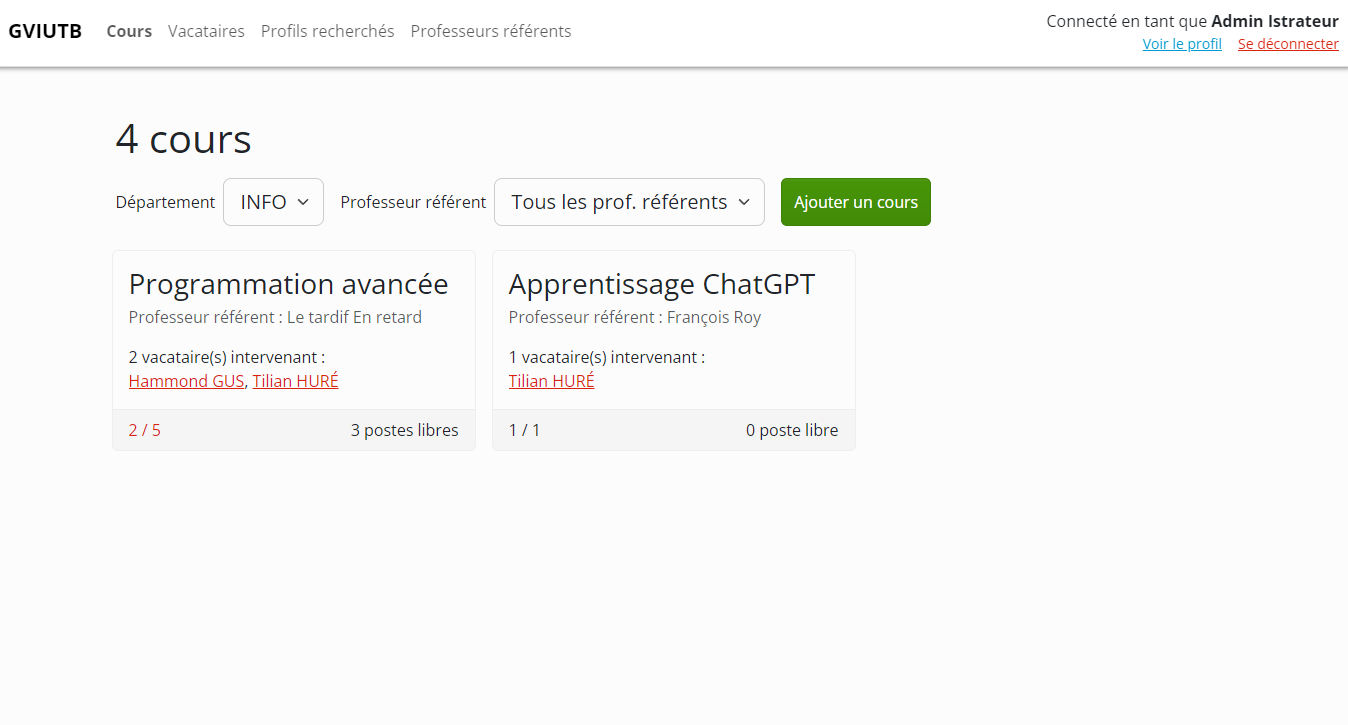 GVIUTB Cours Vacataires Profils recherchés Professeurs référents
Connecté en tant que Admin Istrateur
Voir le profil Se déconnecter
4 cours
Département INFO Professeur référent Tous les prof. référents Ajouter un cours
Programmation avancée
Professeur référent : Le tardif En retard
2 vacataire(s) intervenant :
Hammond GUS, Tilian HURÉ
2 / 5 3 postes libres
Apprentissage ChatGPT
Professeur référent : François Roy
1 vacataire(s) intervenant :
Tilian HURÉ
1 / 1 0 poste libre